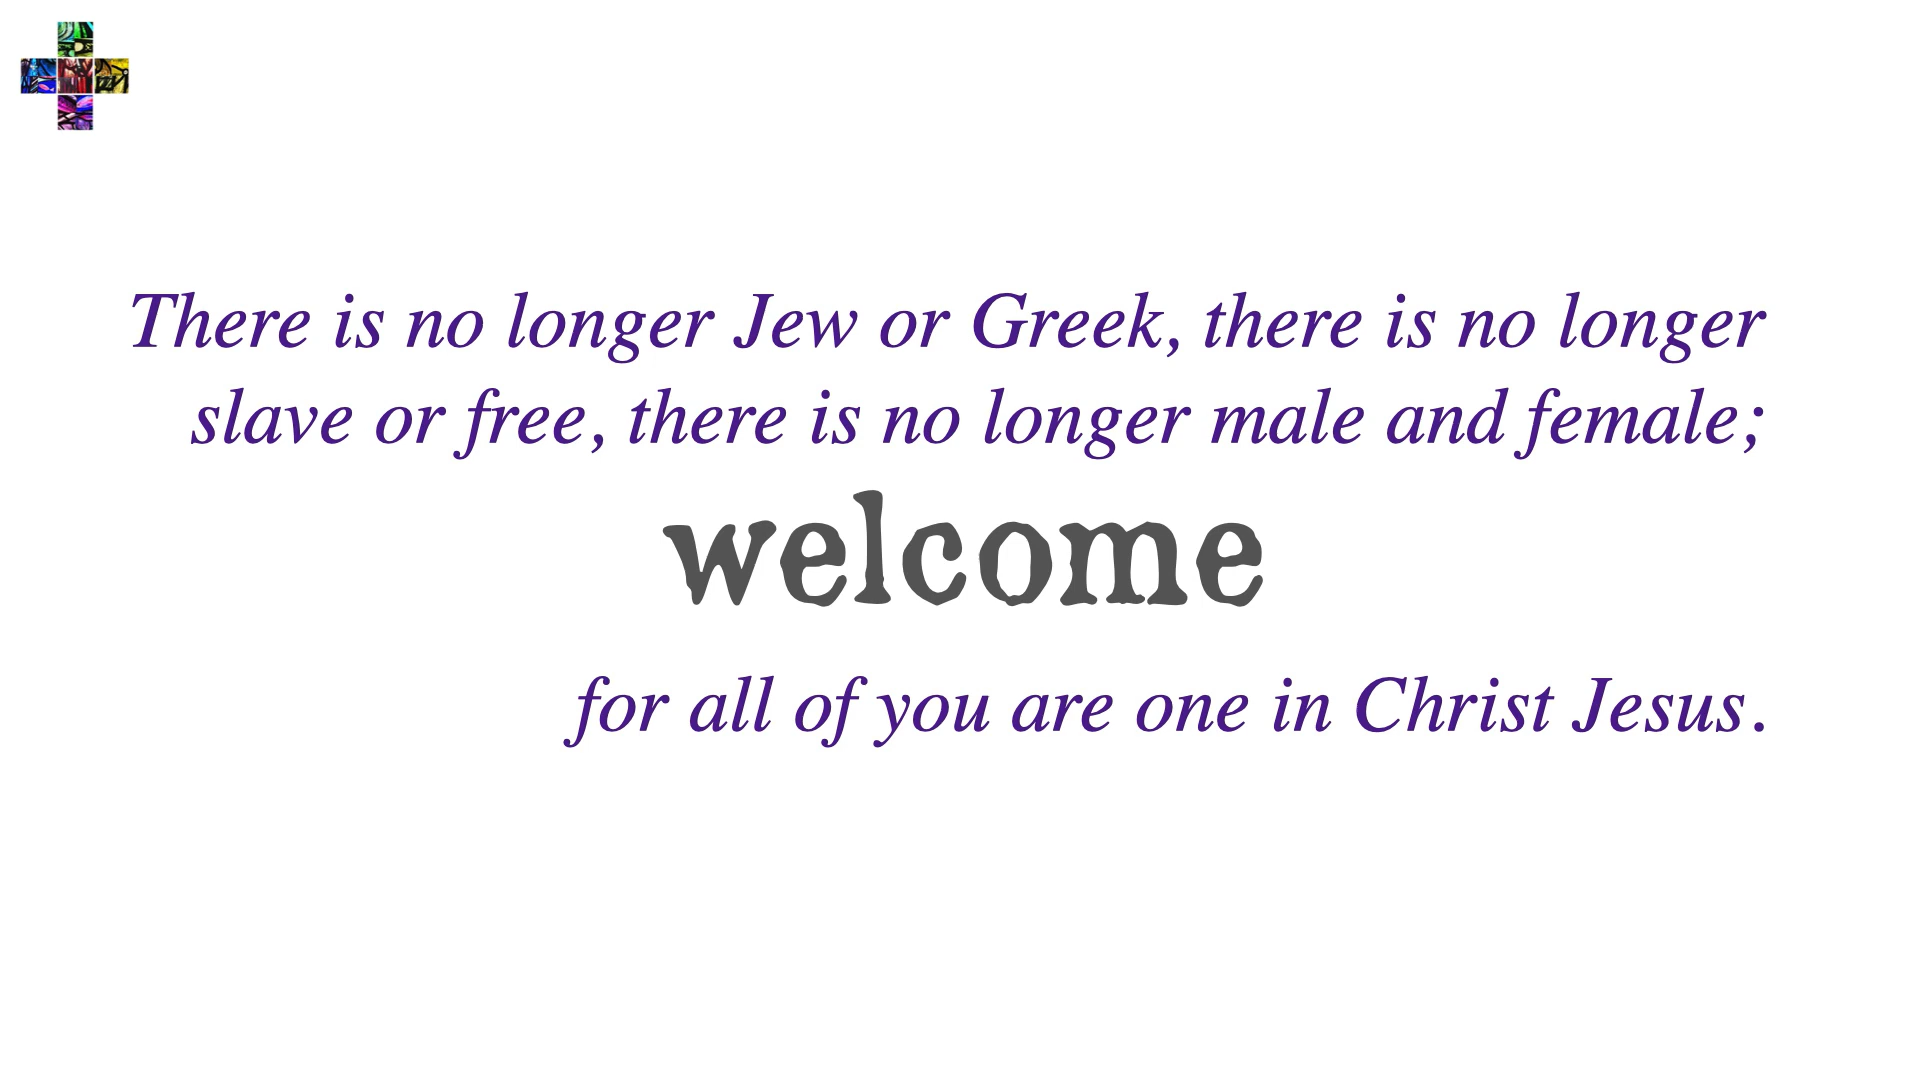 There is no longer Jew or Greek, there is no longer
slave or free, there is no longer male and female;
welcome
for all of you are one in Christ Jesus.